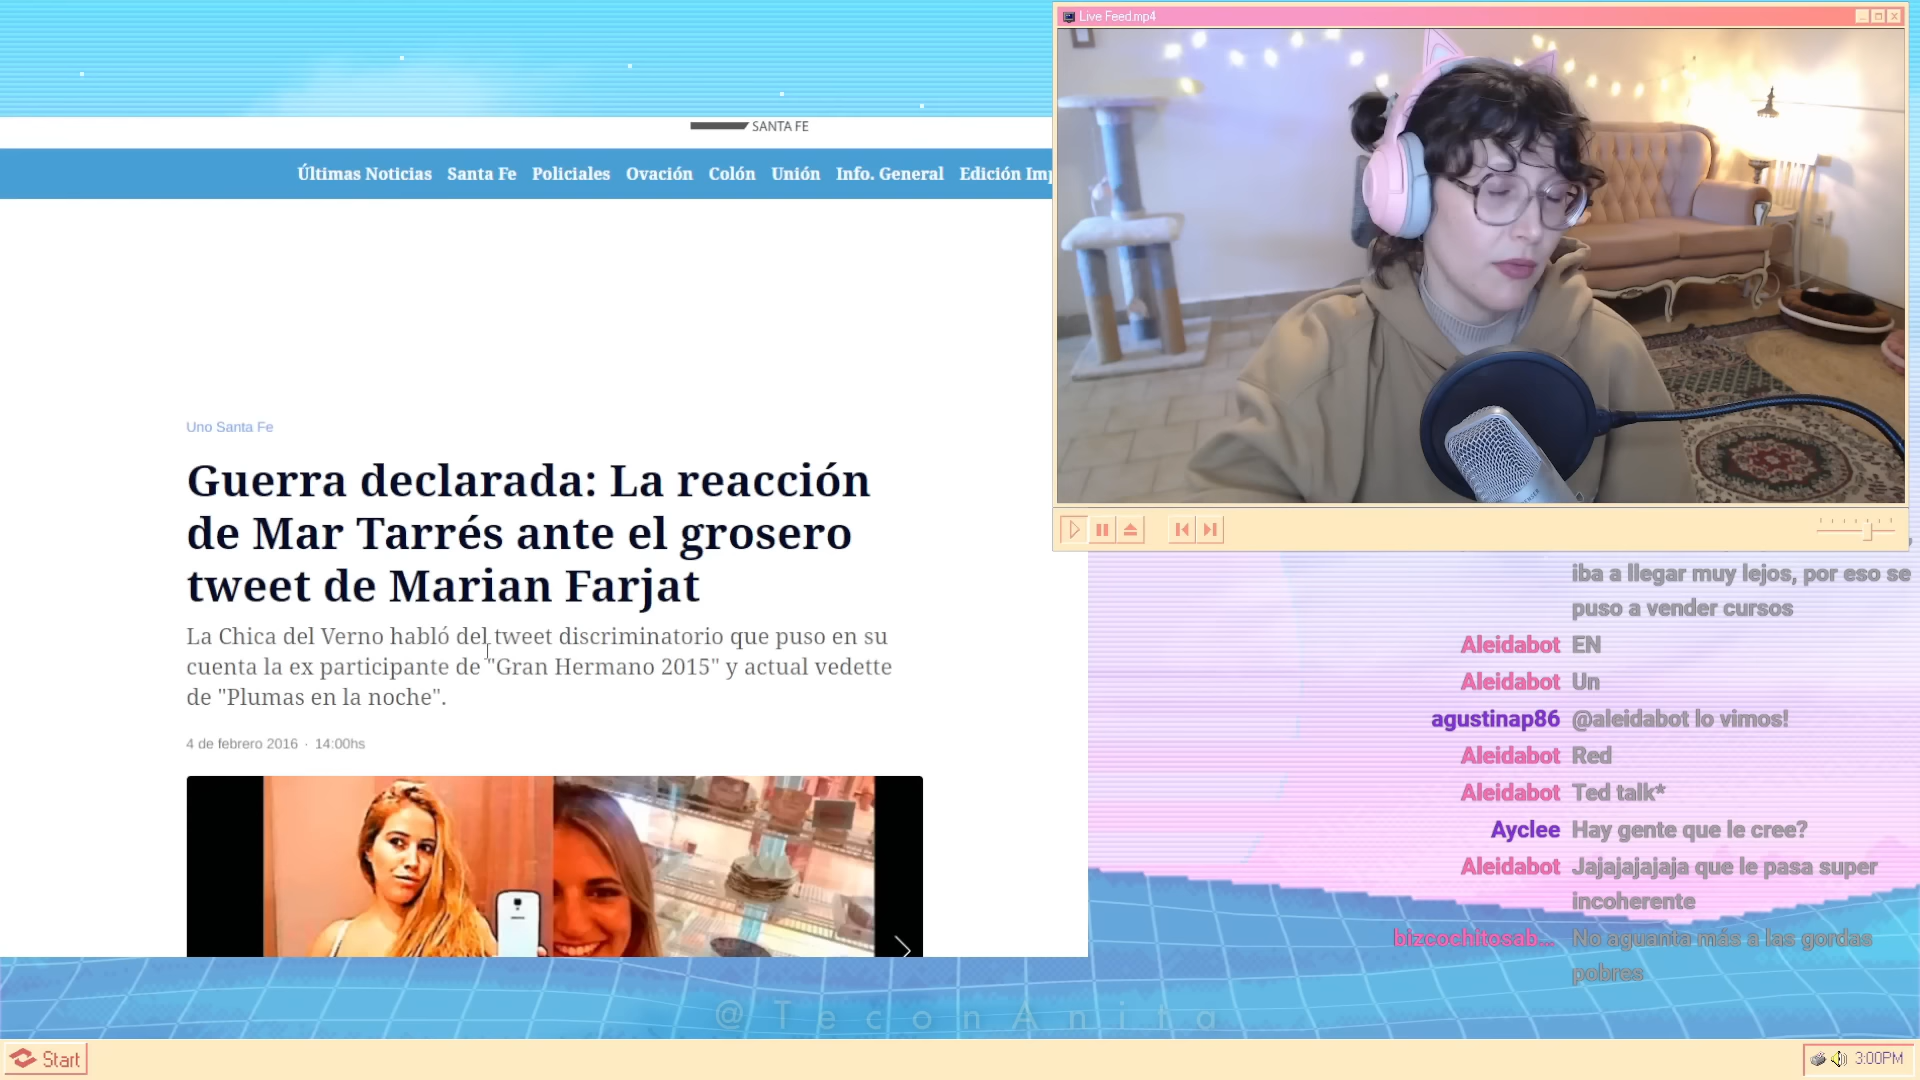 Live Feed.mp4
SANTA FE
Últimas Noticias Santa Fe Policiales Ovación Colón Unión Info. General Edición Imp
Uno Santa Fe
Guerra declarada: La reacción
de Mar Tarrés ante el grosero
tweet de Marian Farjat
La Chica del Verno habló del tweet discriminatorio que puso en su
cuenta la ex participante de "Gran Hermano 2015" y actual vedette
de "Plumas en la noche".
4 de febrero 2016 · 14:00hs
iba a llegar muy lejos, por eso se
puso a vender cursos
Aleidabot EN
Aleidabot Un
agustinap86 @aleidabot lo vimos!
Aleidabot Red
Aleidabot Ted talk*
Ayclee Hay gente que le cree?
Aleidabot Jajajajajaja que le pasa super
incoherente
bizcochitosab... No aguanta más a las gordas
pobres
@TeconAnita
Start
3:00PM